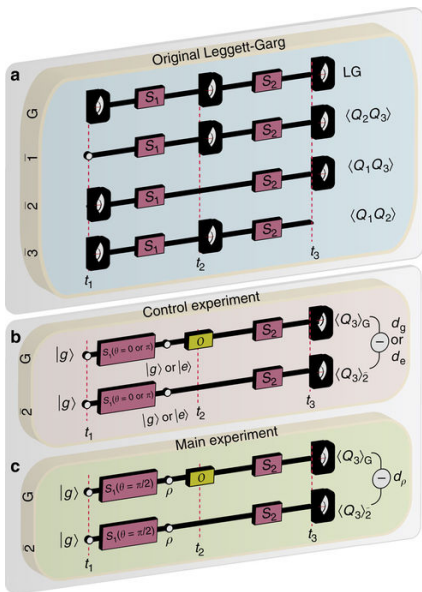 Original Leggett-Garg
a
G S₁ S₂ LG
1̄ S₁ S₂ ⟨Q₂Q₃⟩
2̄ S₁ S₂ ⟨Q₁Q₃⟩
3̄ S₁ S₂ ⟨Q₁Q₂⟩
t₁ t₂ t₃
Control experiment
b
G |g⟩ S₁(θ = 0 or π) O S₂ ⟨Q₃⟩G
|g⟩ or |e⟩
dg
− or
de
2̄ |g⟩ S₁(θ = 0 or π) S₂ ⟨Q₃⟩2̄
|g⟩ or |e⟩
t₁ t₂ t₃
Main experiment
c
G |g⟩ S₁(θ = π/2) ρ O S₂ ⟨Q₃⟩G
− dρ
2̄ |g⟩ S₁(θ = π/2) ρ S₂ ⟨Q₃⟩2̄
t₁ t₂ t₃